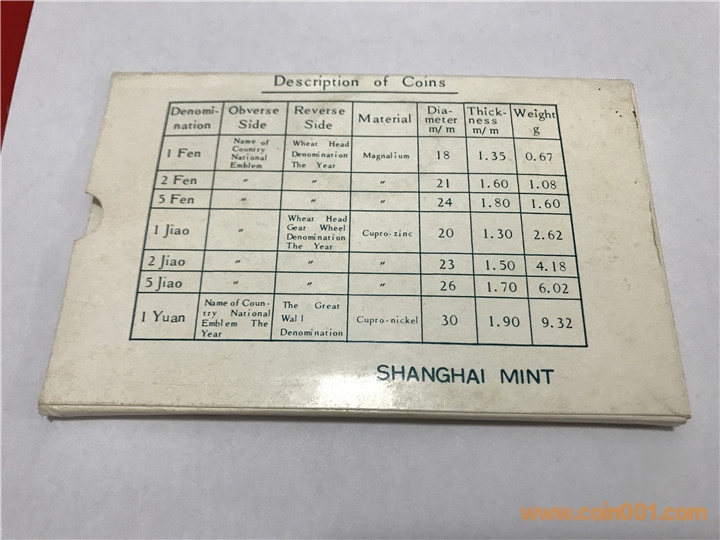 Description of Coins
Denomi-nation Obverse Side Reverse Side Material Dia-meter m/m Thick-ness m/m Weight g
1 Fen Name of Country National Emblem Wheat Head Denomination The Year Magnalium 18 1.35 0.67
2 Fen " " " 21 1.60 1.08
5 Fen " " " 24 1.80 1.60
1 Jiao " Wheat Head Gear Wheel Denomination The Year Cupro-zinc 20 1.30 2.62
2 Jiao " " " 23 1.50 4.18
5 Jiao " " " 26 1.70 6.02
1 Yuan Name of Coun-try National Emblem The Year The Great Wall Denomination Cupro-nickel 30 1.90 9.32
SHANGHAI MINT
www.coin001.com